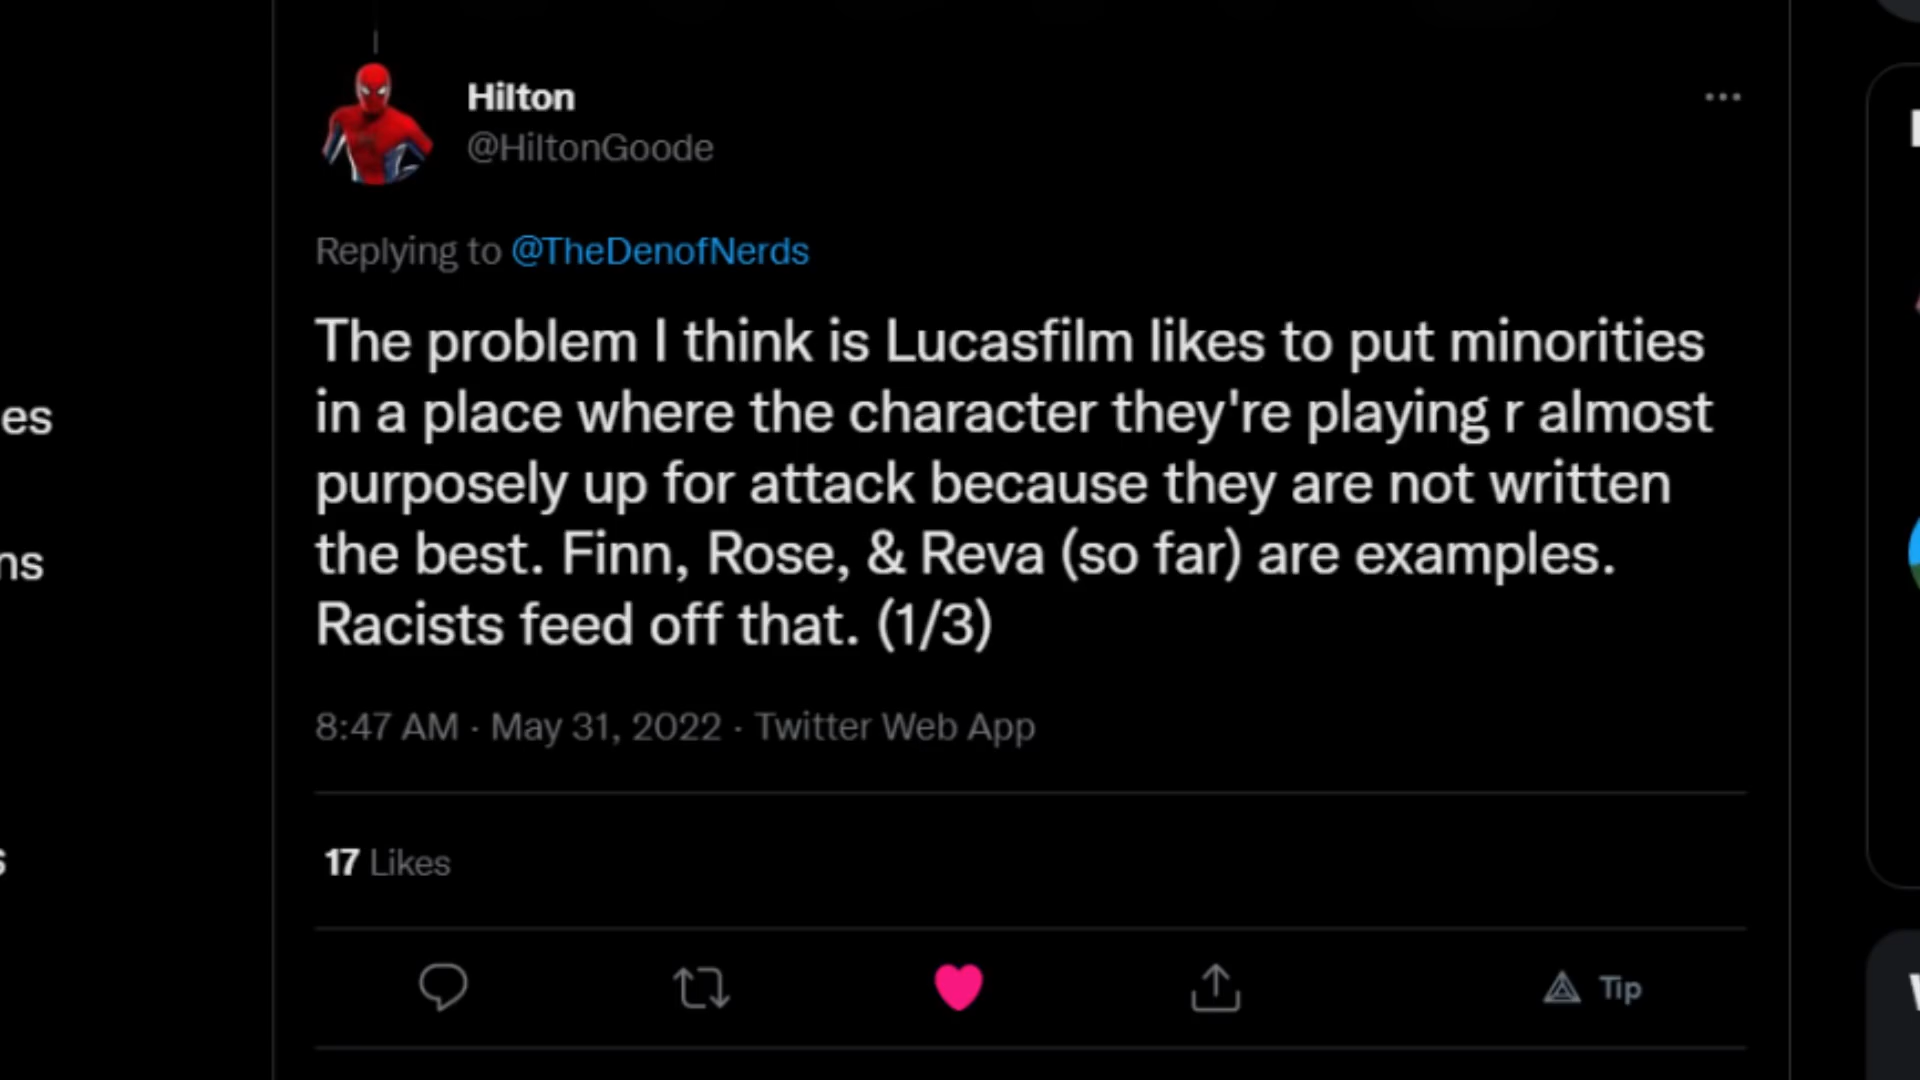 Hilton
@HiltonGoode
Replying to @TheDenofNerds
The problem I think is Lucasfilm likes to put minorities
in a place where the character they're playing r almost
purposely up for attack because they are not written
the best. Finn, Rose, & Reva (so far) are examples.
Racists feed off that. (1/3)
8:47 AM · May 31, 2022 · Twitter Web App
17 Likes
Tip
es
ns
s